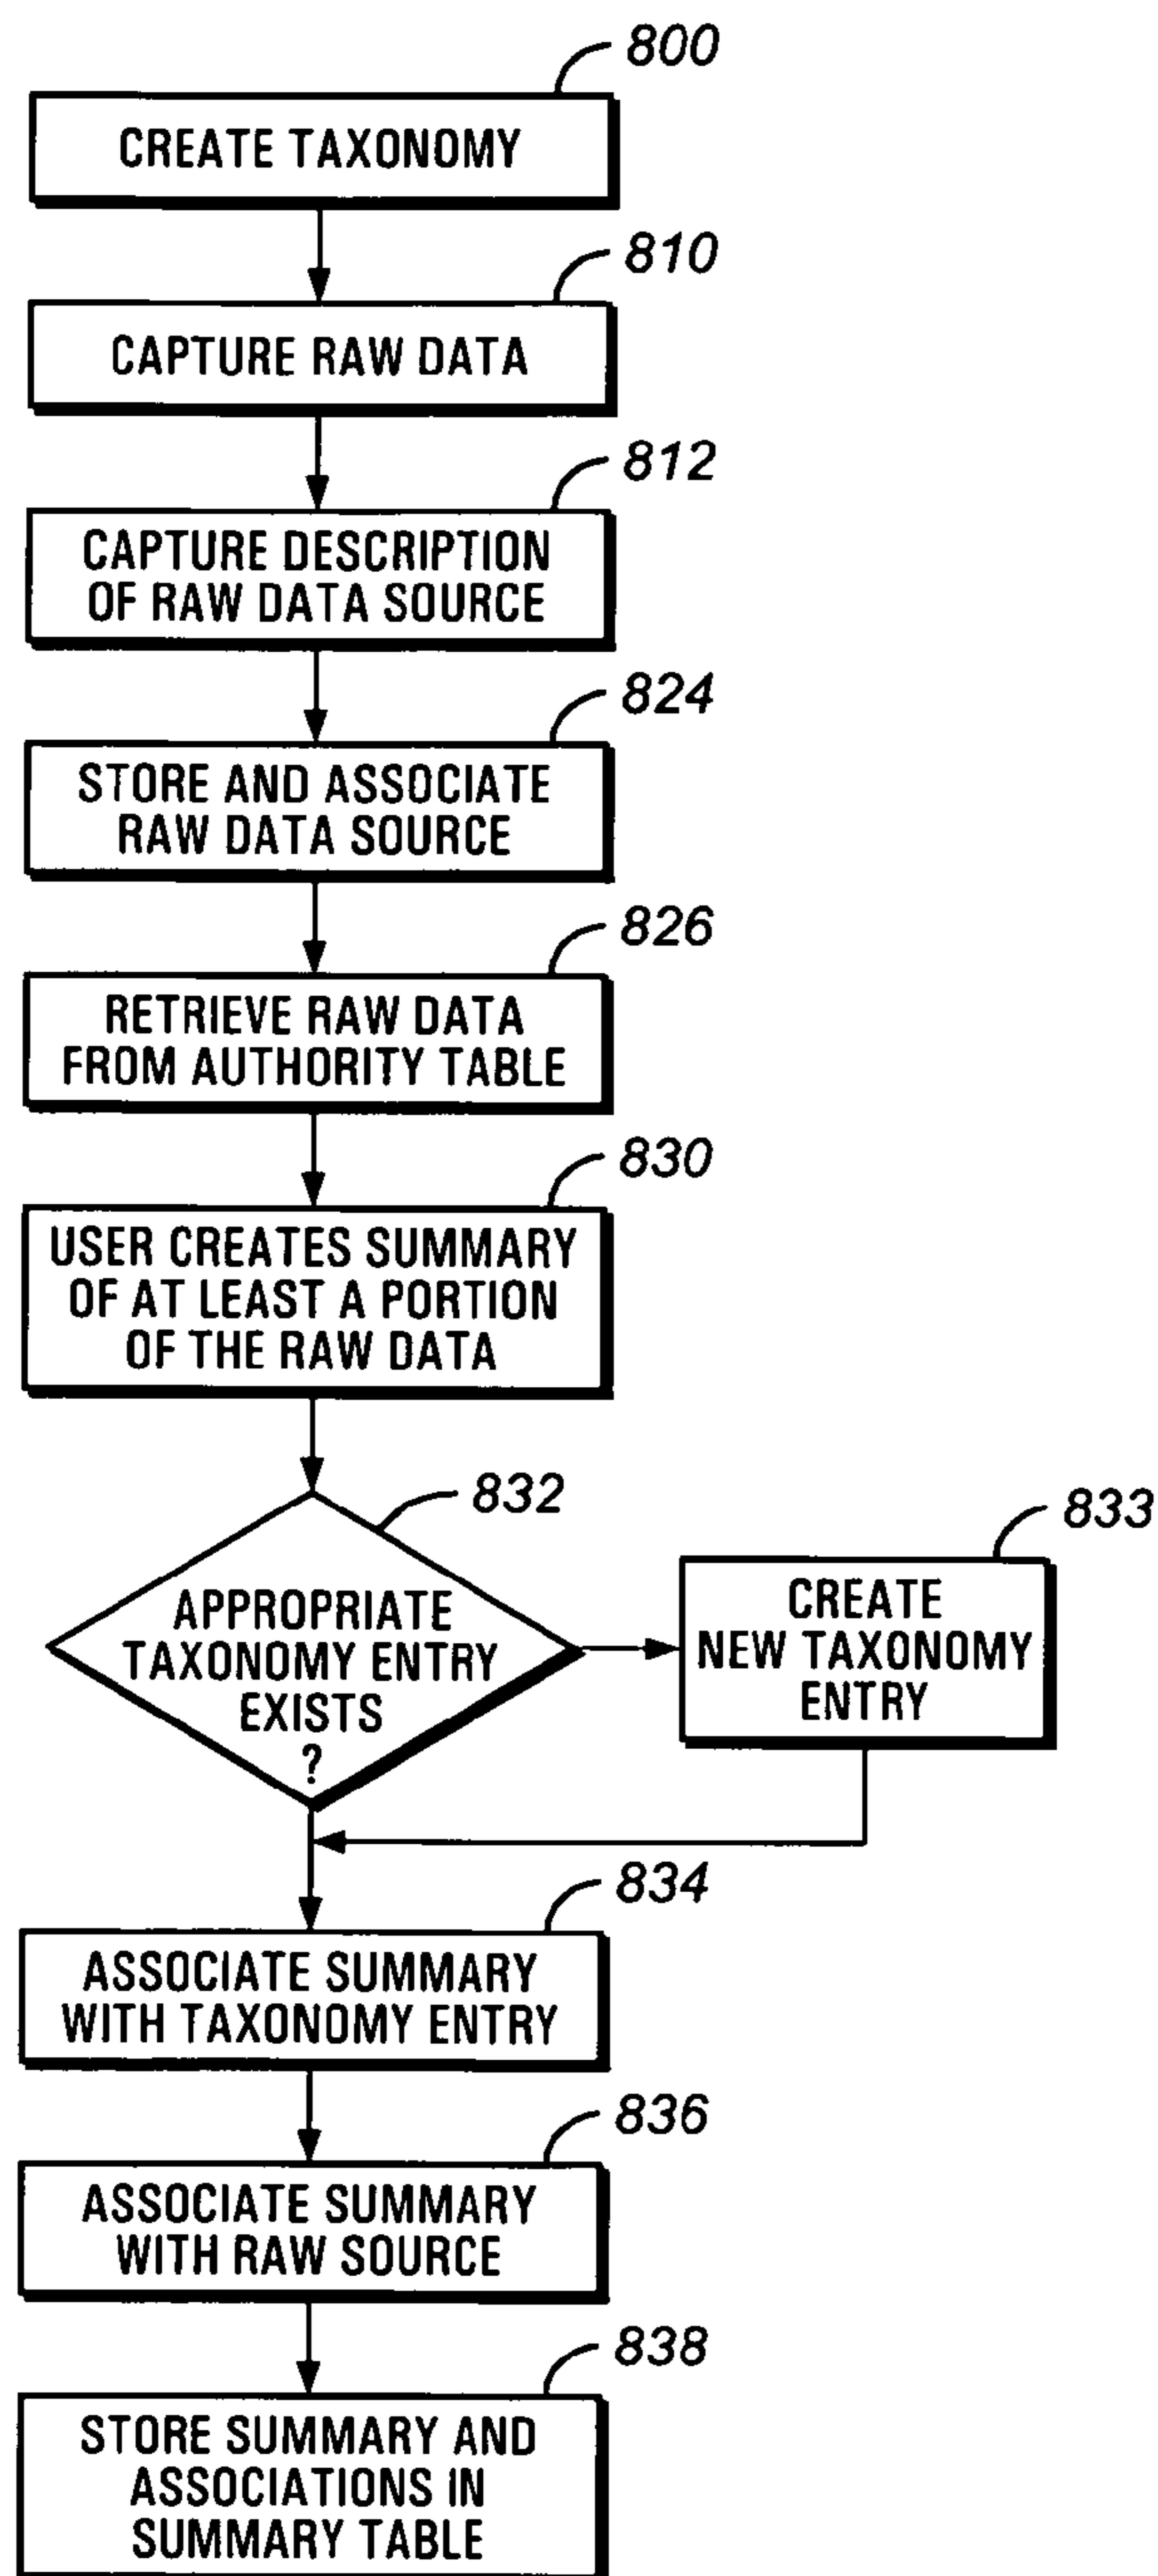 800
CREATE TAXONOMY
810
CAPTURE RAW DATA
812
CAPTURE DESCRIPTION
OF RAW DATA SOURCE
824
STORE AND ASSOCIATE
RAW DATA SOURCE
826
RETRIEVE RAW DATA
FROM AUTHORITY TABLE
830
USER CREATES SUMMARY
OF AT LEAST A PORTION
OF THE RAW DATA
832
APPROPRIATE
TAXONOMY ENTRY
EXISTS
?
833
CREATE
NEW TAXONOMY
ENTRY
834
ASSOCIATE SUMMARY
WITH TAXONOMY ENTRY
836
ASSOCIATE SUMMARY
WITH RAW SOURCE
838
STORE SUMMARY AND
ASSOCIATIONS IN
SUMMARY TABLE